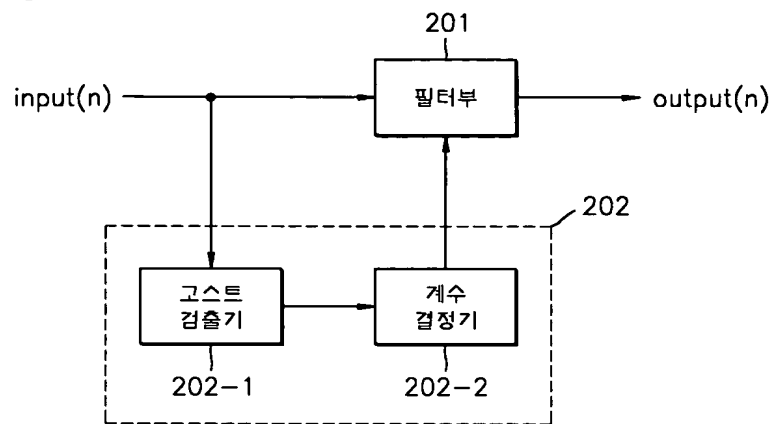 201
input(n)
필터부
output(n)
202
고스트
검출기
계수
결정기
202-1
202-2